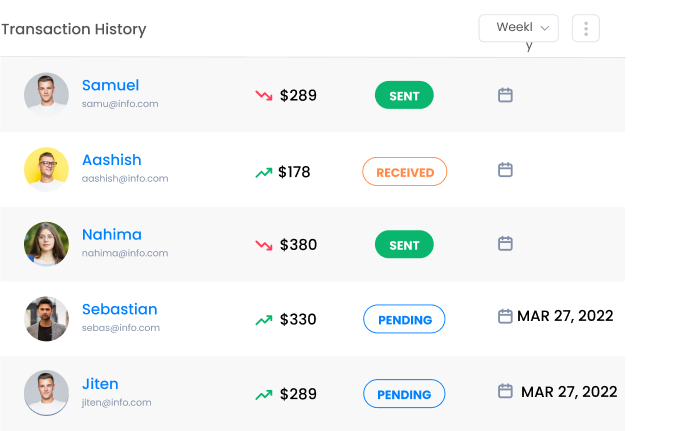 Transaction History
Weekl
y
Samuel
samu@info.com
$289
SENT
Aashish
aashish@info.com
$178
RECEIVED
Nahima
nahima@info.com
$380
SENT
Sebastian
sebas@info.com
$330
PENDING
MAR 27, 2022
Jiten
jiten@info.com
$289
PENDING
MAR 27, 2022